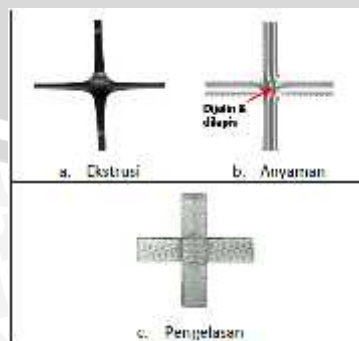 Dijalin &
dilapis
a. Ekstrusi
b. Anyaman
c. Pengelasan